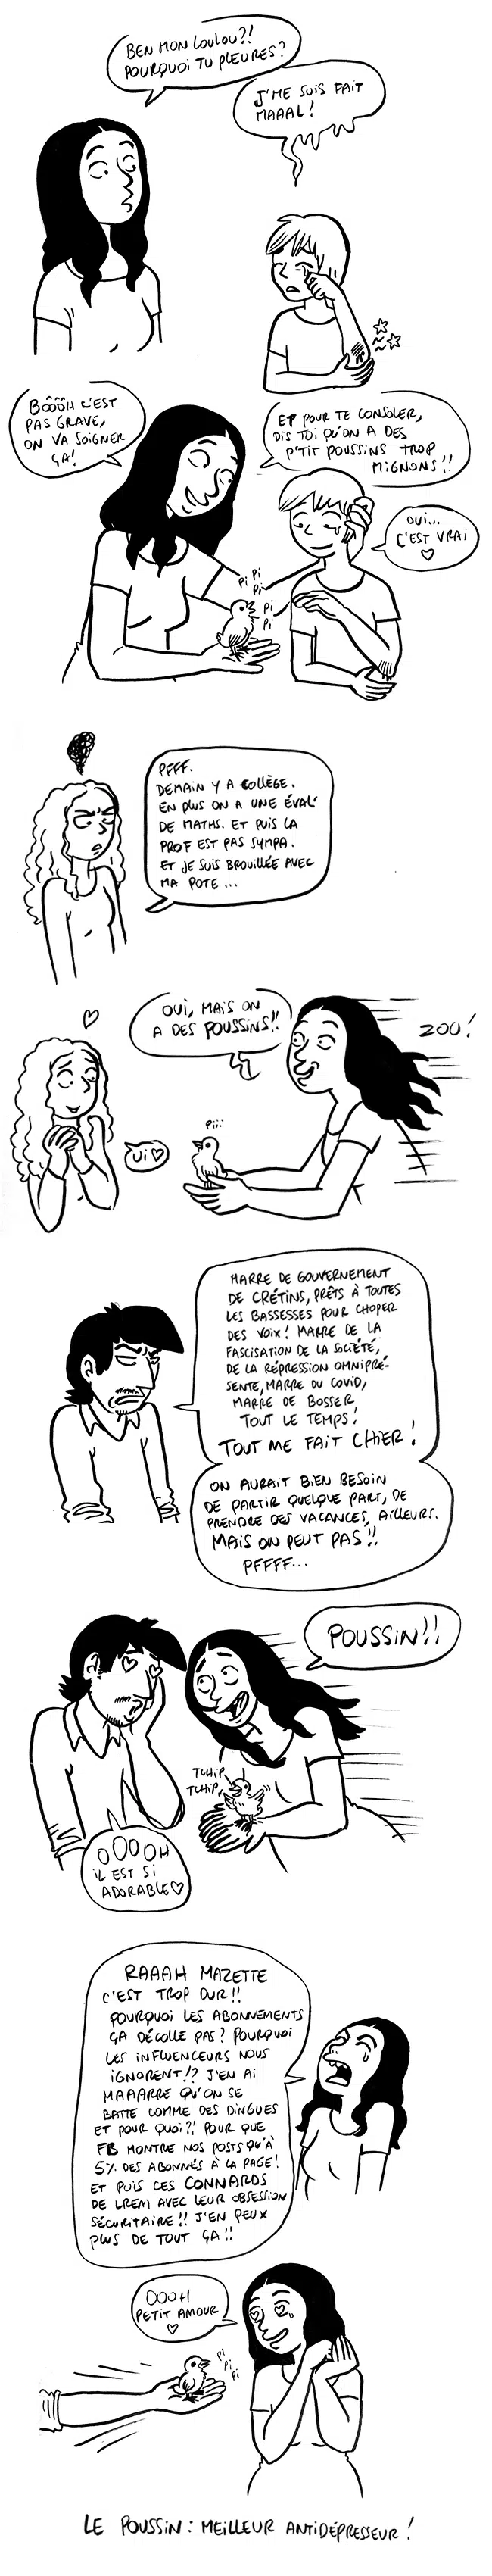 BEN MON LOULOU?!
POURQUOI TU PLEURES?
J'ME SUIS FAIT
MAAAL!
BÔÔÔH C'EST
PAS GRAVE,
ON VA SOIGNER
ÇA!
ET POUR TE CONSOLER,
DIS TOI QU'ON A DES
P'TIT POUSSINS TROP
MIGNONS!!
OUI...
C'EST VRAI
♡
Pi Pi
Pi
Pi
Pi
PFFF.
DEMAIN Y A COLLÈGE.
EN PLUS ON A UNE ÉVAL'
DE MATHS. ET PUIS LA
PROF EST PAS SYMPA.
ET JE SUIS BROUILLÉE AVEC
MA POTE...
OUI, MAIS ON
A DES POUSSINS!!
ZOU!
Piii
Ui♡
MARRE DE GOUVERNEMENT
DE CRÉTINS, PRÊTS À TOUTES
LES BASSESSES POUR CHOPER
DES VOIX! MARRE DE LA
FASCISATION DE LA SOCIÉTÉ,
DE LA RÉPRESSION OMNIPRÉ-
SENTE, MARRE DU COVID,
MARRE DE BOSSER
TOUT LE TEMPS!
TOUT ME FAIT CHIER!
ON AURAIT BIEN BESOIN
DE PARTIR QUELQUE PART, DE
PRENDRE DES VACANCES, AILLEURS.
MAIS ON PEUT PAS!!
PFFFF...
POUSSIN!!
TCHIP
TCHIP
OOOOH
IL EST SI
ADORABLE♡
RAAAH MAZETTE
C'EST TROP DUR!!
POURQUOI LES ABONNEMENTS
ÇA DÉCOLLE PAS? POURQUOI
LES INFLUENCEURS NOUS
IGNORENT!? J'EN AI
MAAARRE QU'ON SE
BATTE COMME DES DINGUES
ET POUR QUOI?! POUR QUE
FB MONTRE NOS POSTS QU'À
5% DES ABONNÉS À LA PAGE!
ET PUIS CES CONNARDS
DE LREM AVEC LEUR OBSESSION
SÉCURITAIRE!! J'EN PEUX
PLUS DE TOUT ÇA!!
OOOH
PETIT AMOUR
♡
Pi
Pi
Pi
LE POUSSIN: MEILLEUR ANTIDÉPRESSEUR!